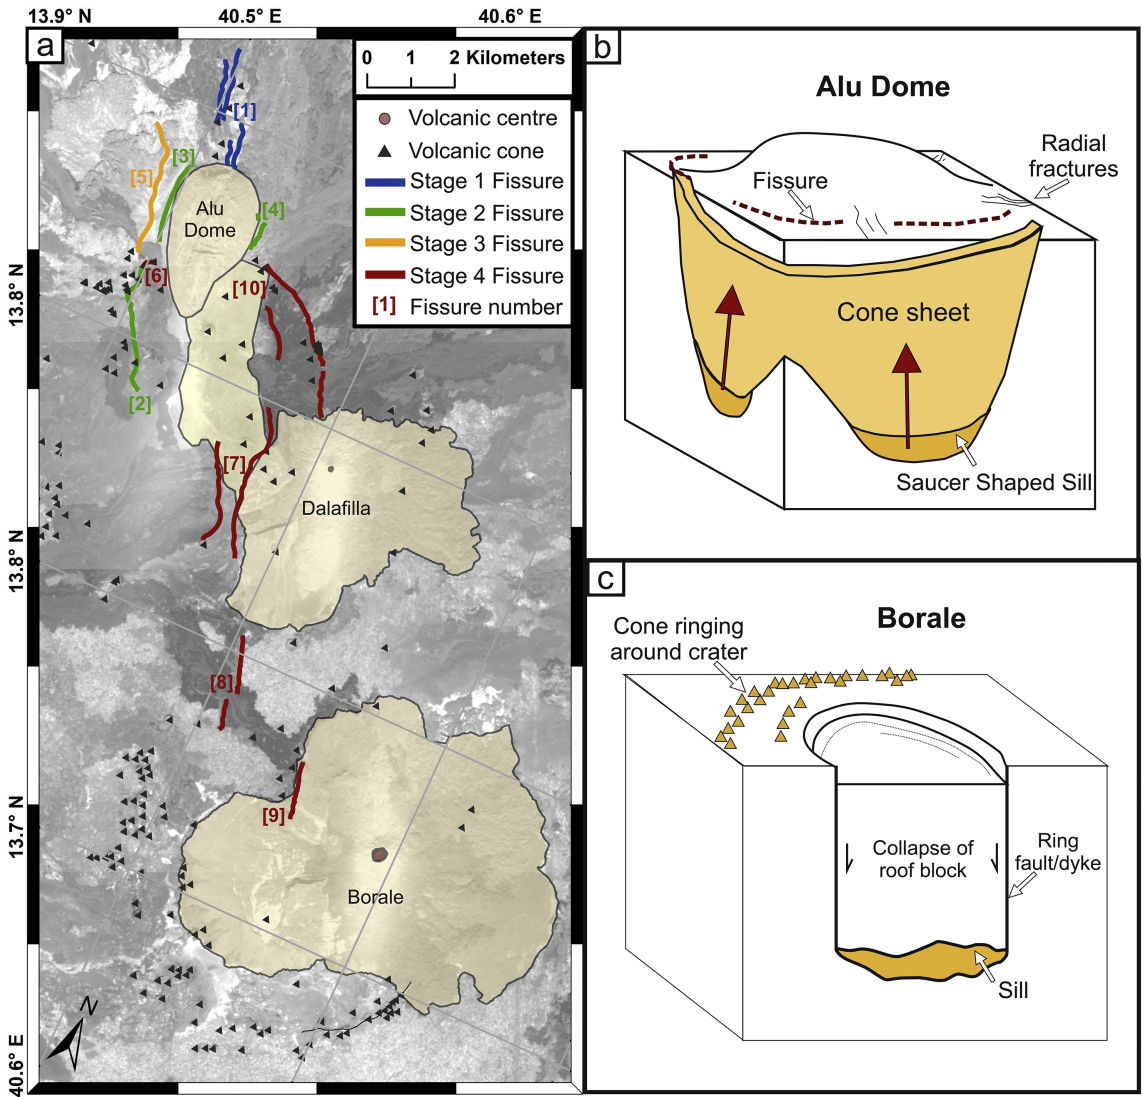 13.9° N
40.5° E
40.6° E
a
0 1 2 Kilometers
Volcanic centre
Volcanic cone
Stage 1 Fissure
Stage 2 Fissure
Stage 3 Fissure
Stage 4 Fissure
[1] Fissure number
[1]
[3]
[5]
Alu
Dome
[4]
[6]
[10]
[2]
[7]
Dalafilla
[8]
[9]
Borale
13.8° N
13.8° N
13.7° N
40.6° E
N
b
Alu Dome
Radial
fractures
Fissure
Cone sheet
Saucer Shaped Sill
c
Borale
Cone ringing
around crater
Collapse of
roof block
Ring
fault/dyke
Sill